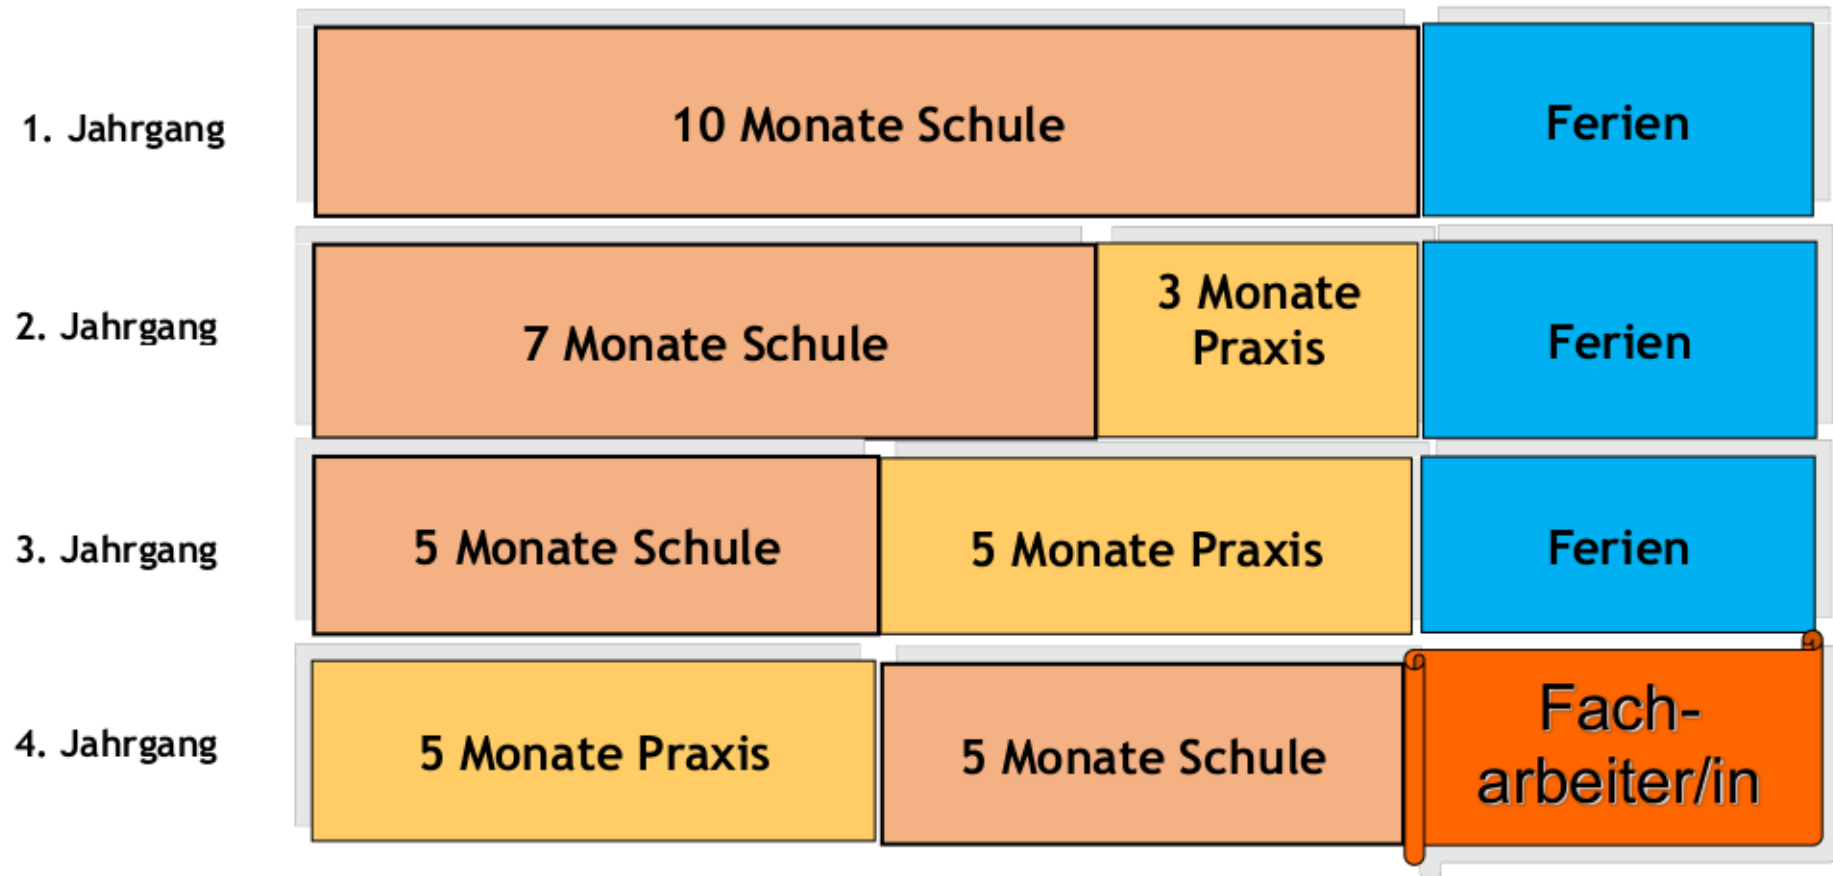 1. Jahrgang
10 Monate Schule
Ferien
2. Jahrgang
7 Monate Schule
3 Monate
Praxis
Ferien
3. Jahrgang
5 Monate Schule
5 Monate Praxis
Ferien
4. Jahrgang
5 Monate Praxis
5 Monate Schule
Fach-
arbeiter/in